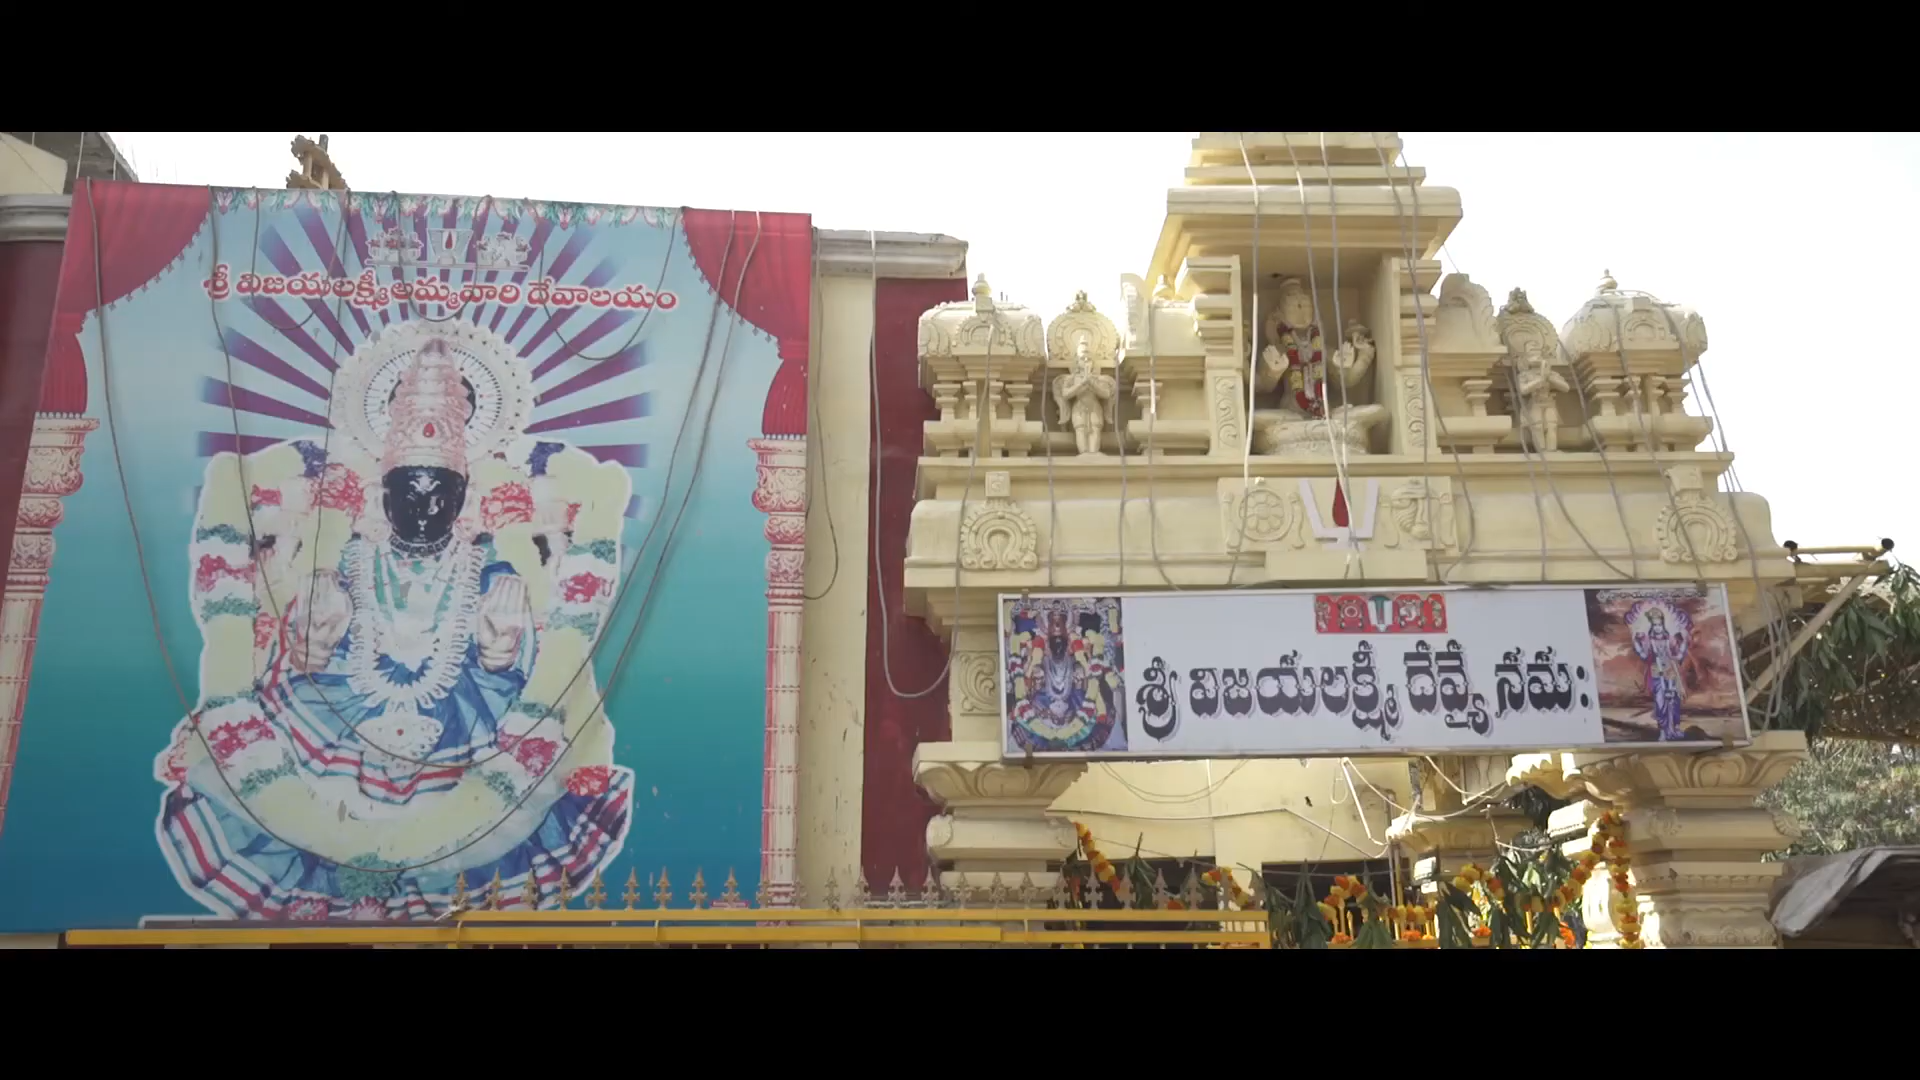 శ్రీ విజయలక్ష్మీ అమ్మవారి దేవాలయం
శ్రీ విజయలక్ష్మీ దేవ్యై నమః